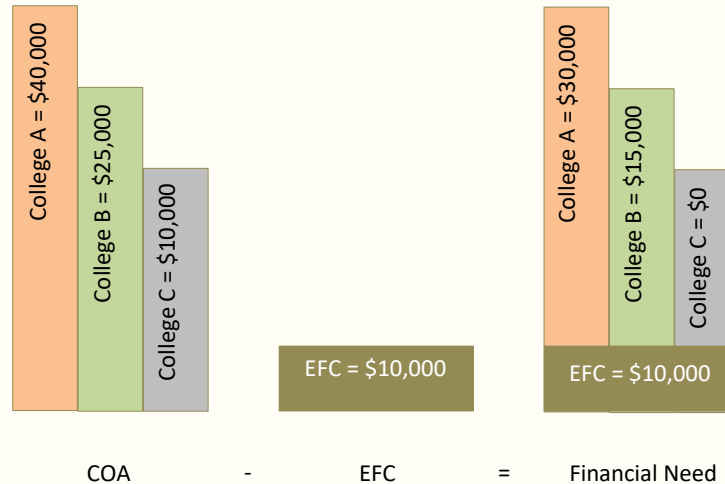 College A = $40,000
College B = $25,000
College C = $10,000
EFC = $10,000
College A = $30,000
College B = $15,000
College C = $0
EFC = $10,000
COA - EFC = Financial Need